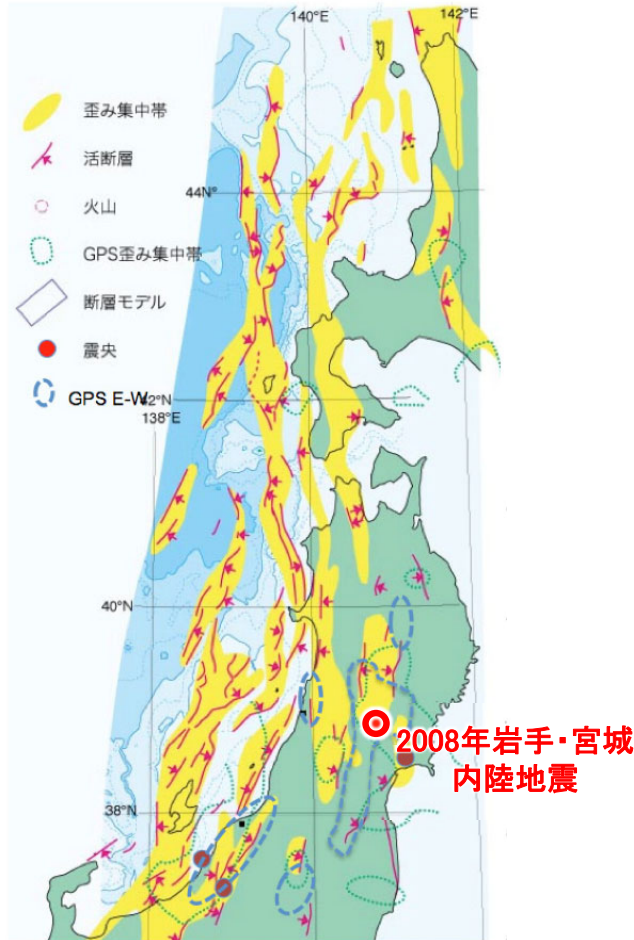 140°E
142°E
歪み集中帯
活断層
火山
44N°
GPS歪み集中帯
断層モデル
震央
GPS E-W
42°N
138°E
40°N
2008年岩手・宮城
内陸地震
38°N